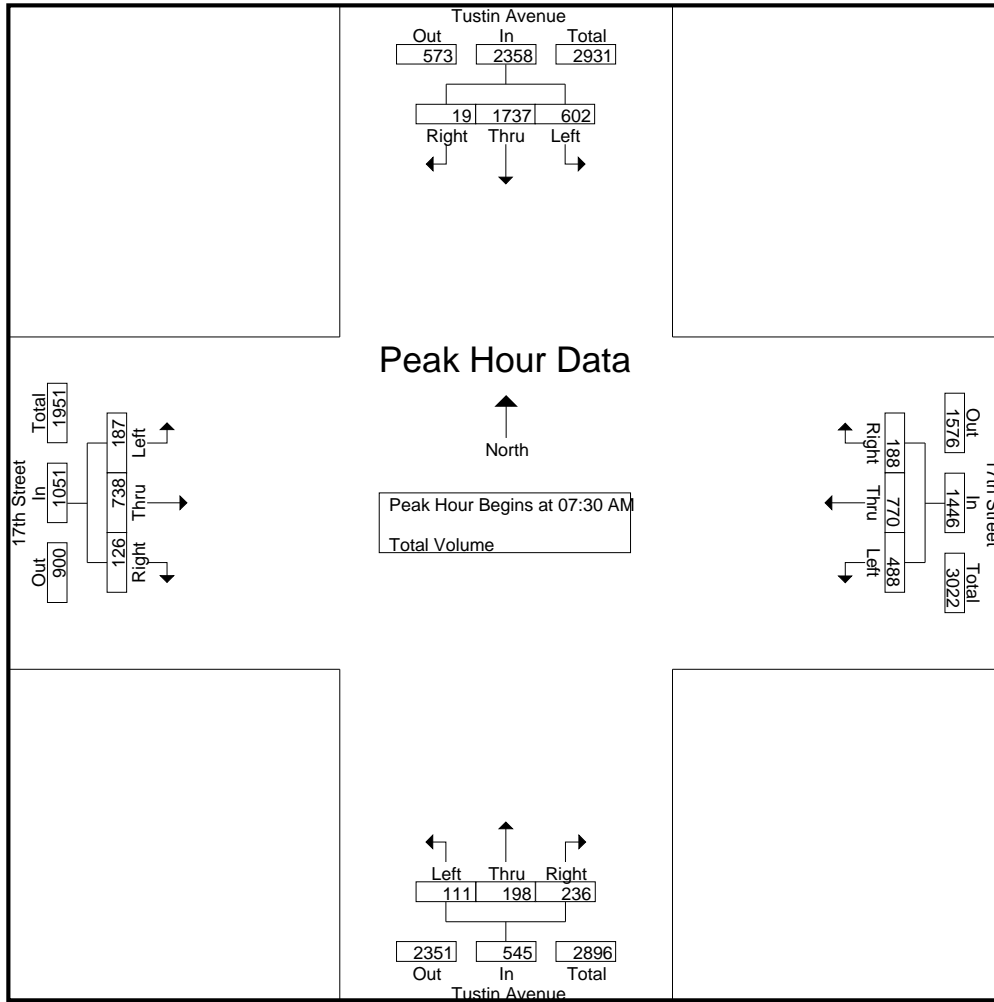 Tustin Avenue
Out In Total
573 2358 2931
19 1737 602
Right Thru Left
Peak Hour Data
North
Peak Hour Begins at 07:30 AM
Total Volume
17th Street
Total In Out
1951 1051 900
187 738 126
Left Thru Right
17th Street
Out In Total
1576 1446 3022
188 770 488
Right Thru Left
Left Thru Right
111 198 236
2351 545 2896
Out In Total
Tustin Avenue